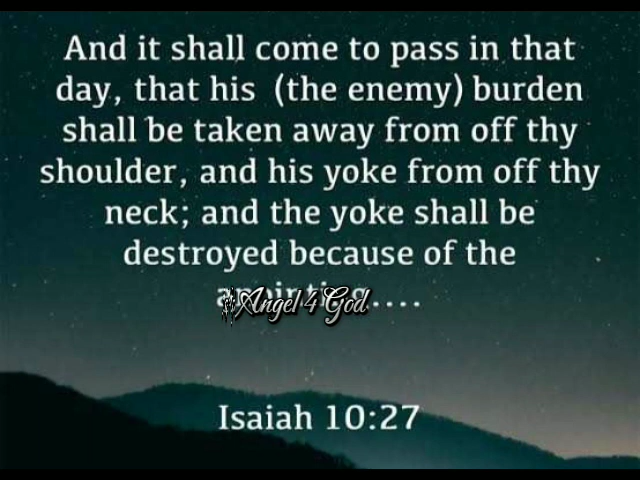 And it shall come to pass in that
day, that his (the enemy) burden
shall be taken away from off thy
shoulder, and his yoke from off thy
neck; and the yoke shall be
destroyed because of the
anointing....
Angel 4 God
Isaiah 10:27